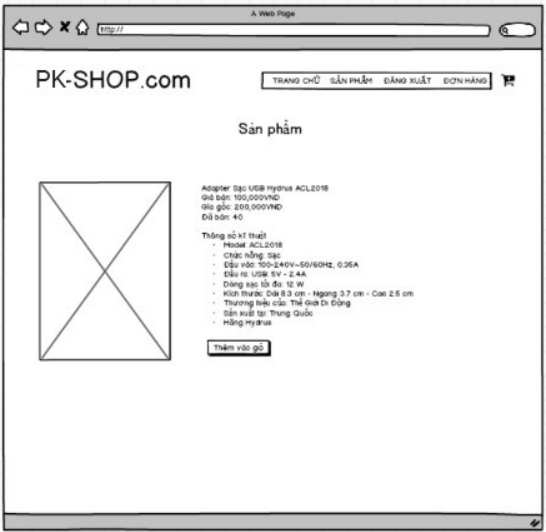 A Web Page
http://
PK-SHOP.com
TRANG CHỦ SẢN PHẨM ĐĂNG XUẤT ĐƠN HÀNG
Sản phẩm
Adapter Sạc USB Hydrus ACL2018
Giá bán: 100,000VND
Gía gốc: 200,000VND
Đã bán: 40
Thông số kĩ thuật
· Model: ACL2018
· Chức năng: Sạc
· Đầu vào: 100-240V~50/60Hz, 0.35A
· Đầu ra: USB: 5V - 2.4A
· Dòng sạc tối đa: 12 W
· Kích thước: Dài 8.3 cm - Ngang 3.7 cm - Cao 2.5 cm
· Thương hiệu của: Thế Giới Di Động
· Sản xuất tại: Trung Quốc
· Hãng Hydrus
Thêm vào giỏ